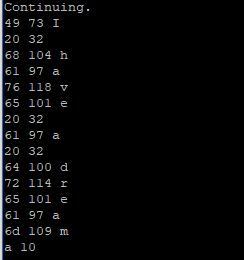 Continuing.
49 73 I
20 32
68 104 h
61 97 a
76 118 v
65 101 e
20 32
61 97 a
20 32
64 100 d
72 114 r
65 101 e
61 97 a
6d 109 m
a 10